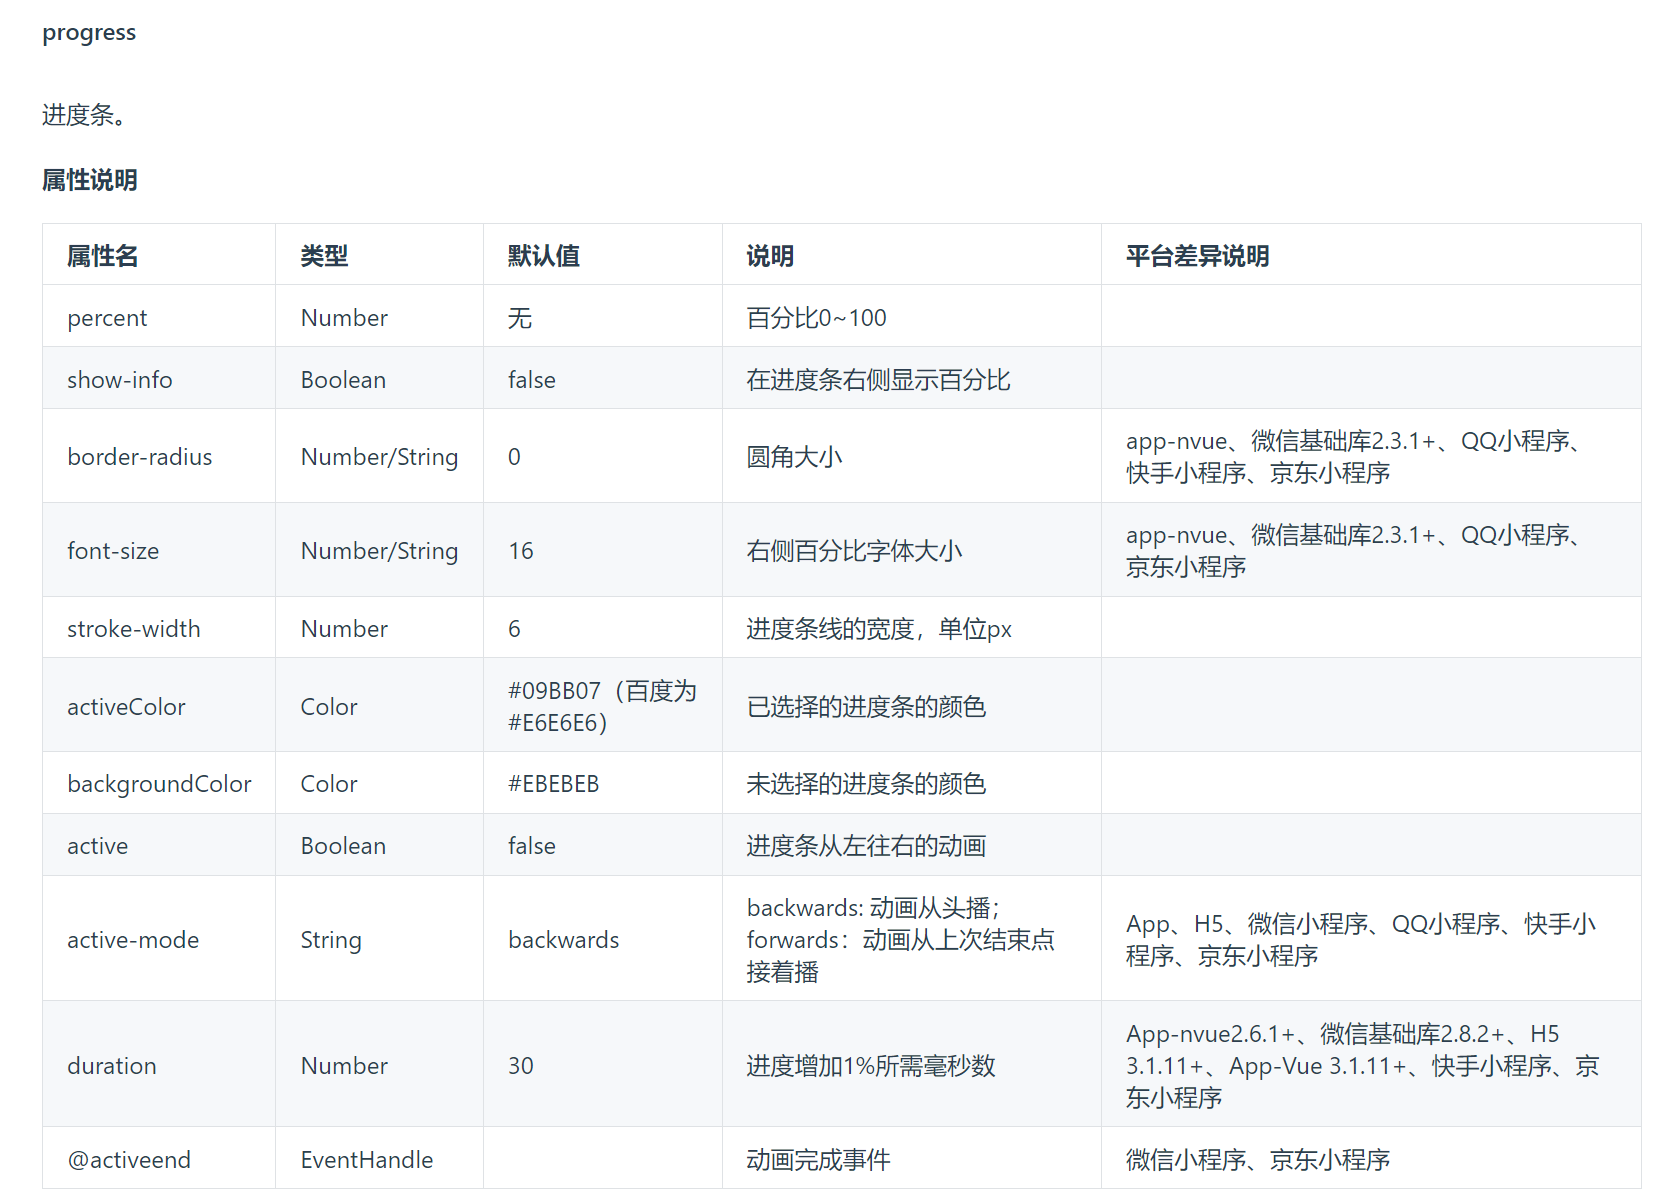 progress
进度条。
属性说明
属性名 类型 默认值 说明 平台差异说明
percent Number 无 百分比0~100
show-info Boolean false 在进度条右侧显示百分比
border-radius Number/String 0 圆角大小 app-nvue、微信基础库2.3.1+、QQ小程序、
快手小程序、京东小程序
font-size Number/String 16 右侧百分比字体大小 app-nvue、微信基础库2.3.1+、QQ小程序、
京东小程序
stroke-width Number 6 进度条线的宽度，单位px
activeColor Color #09BB07（百度为
#E6E6E6） 已选择的进度条的颜色
backgroundColor Color #EBEBEB 未选择的进度条的颜色
active Boolean false 进度条从左往右的动画
active-mode String backwards backwards: 动画从头播；
forwards：动画从上次结束点
接着播 App、H5、微信小程序、QQ小程序、快手小
程序、京东小程序
duration Number 30 进度增加1%所需毫秒数 App-nvue2.6.1+、微信基础库2.8.2+、H5
3.1.11+、App-Vue 3.1.11+、快手小程序、京
东小程序
@activeend EventHandle 动画完成事件 微信小程序、京东小程序